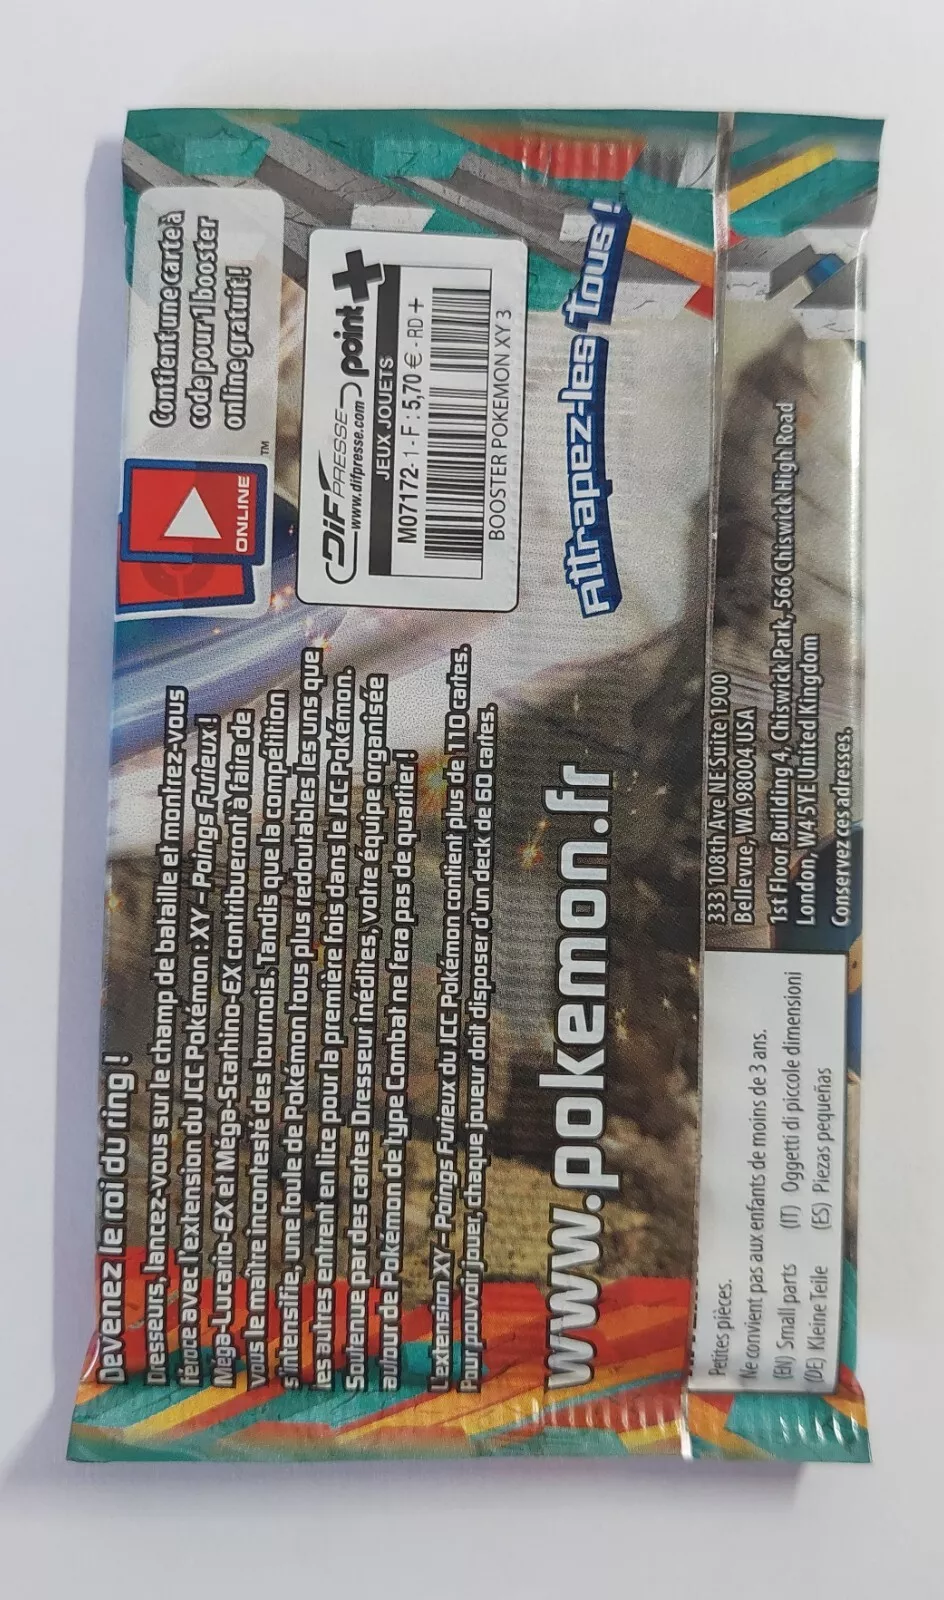 Devenez le roi du ring !
Dresseurs, lancez-vous sur le champ de bataille et montrez-vous
féroce avec l'extension du JCC Pokémon : XY – Poings Furieux !
Méga-Lucario-EX et Méga-Scarhino-EX contribueront à faire de
vous le maître incontesté des tournois. Tandis que la compétition
s'intensifie, une foule de Pokémon tous plus redoutables les uns que
les autres entrent en lice pour la première fois dans le JCC Pokémon.
Soutenue par des cartes Dresseur inédites, votre équipe organisée
autour de Pokémon de type Combat ne fera pas de quartier !
L'extension XY – Poings Furieux du JCC Pokémon contient plus de 110 cartes.
Pour pouvoir jouer, chaque joueur doit disposer d'un deck de 60 cartes.
www.pokemon.fr
ONLINE
TM
Contient une carte à
code pour 1 booster
online gratuit !
DIFPRESSE
www.difpresse.com
point
JEUX JOUETS
M07172 - 1 - F : 5,70 € - RD +
BOOSTER POKEMON XY 3
Attrapez-les tous !
Petites pièces.
Ne convient pas aux enfants de moins de 3 ans.
(EN) Small parts (IT) Oggetti di piccole dimensioni
(DE) Kleine Teile (ES) Piezas pequeñas
333 108th Ave NE Suite 1900
Bellevue, WA 98004 USA
1st Floor Building 4, Chiswick Park, 566 Chiswick High Road
London, W4 5YE United Kingdom
Conservez ces adresses.